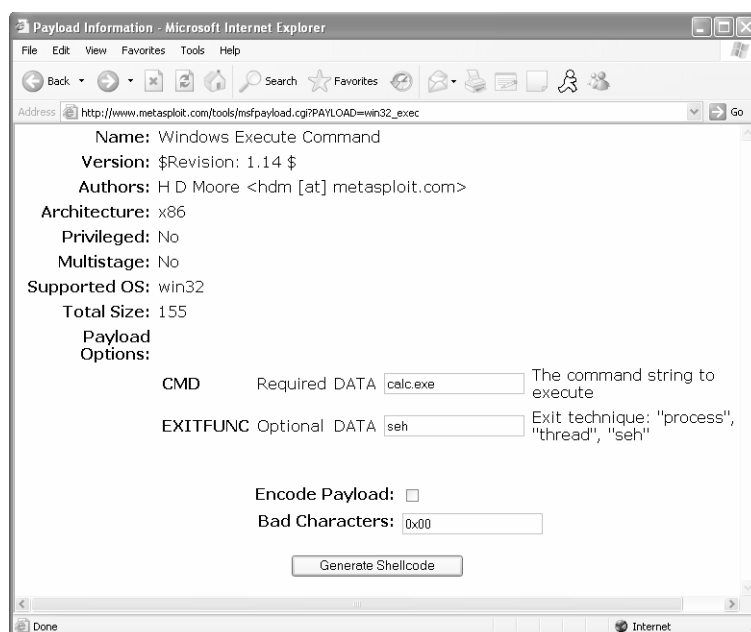 Payload Information - Microsoft Internet Explorer
File Edit View Favorites Tools Help
Back Search Favorites
Address http://www.metasploit.com/tools/msfpayload.cgi?PAYLOAD=win32_exec Go
Name: Windows Execute Command
Version: $Revision: 1.14 $
Authors: H D Moore <hdm [at] metasploit.com>
Architecture: x86
Privileged: No
Multistage: No
Supported OS: win32
Total Size: 155
Payload
Options:
CMD Required DATA calc.exe The command string to
execute
EXITFUNC Optional DATA seh Exit technique: "process",
"thread", "seh"
Encode Payload:
Bad Characters: 0x00
Generate Shellcode
Done Internet